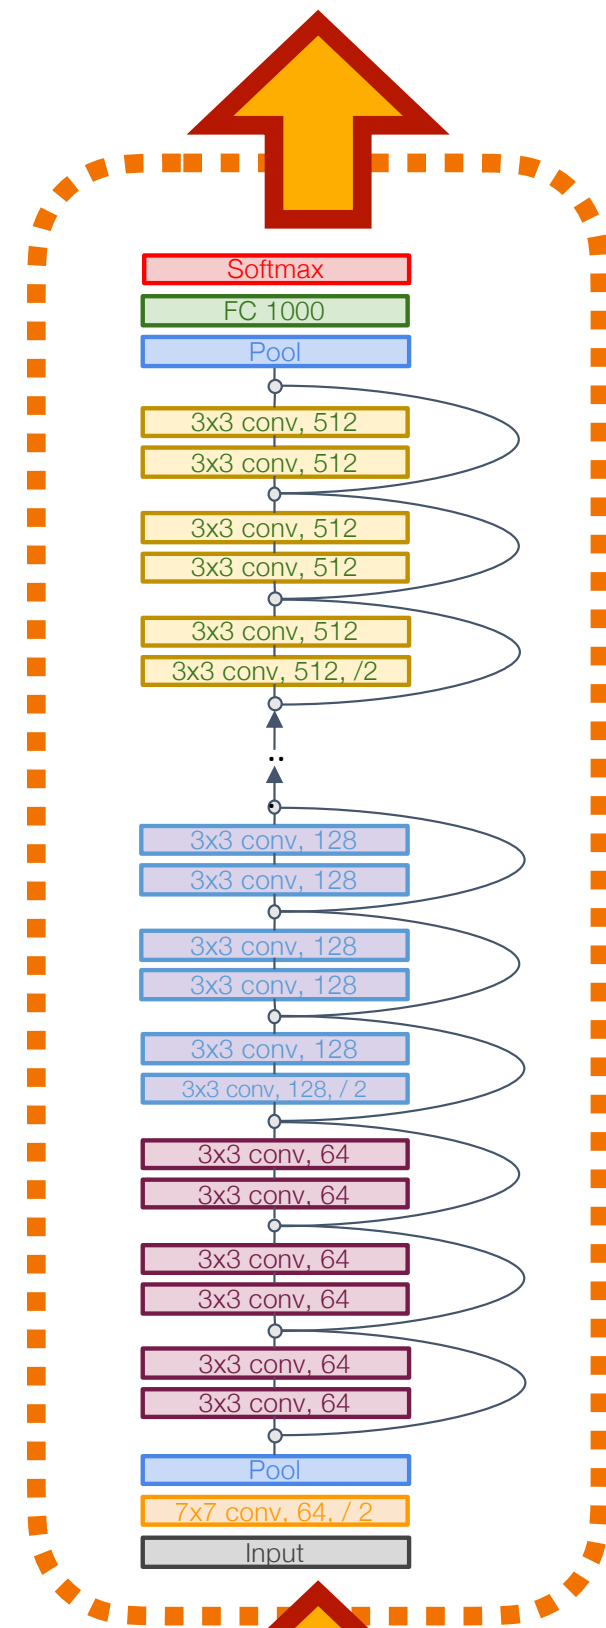 Softmax
FC 1000
Pool
3x3 conv, 512
3x3 conv, 512
3x3 conv, 512
3x3 conv, 512
3x3 conv, 512
3x3 conv, 512, /2
..
.
3x3 conv, 128
3x3 conv, 128
3x3 conv, 128
3x3 conv, 128
3x3 conv, 128
3x3 conv, 128, / 2
3x3 conv, 64
3x3 conv, 64
3x3 conv, 64
3x3 conv, 64
3x3 conv, 64
3x3 conv, 64
Pool
7x7 conv, 64, / 2
Input